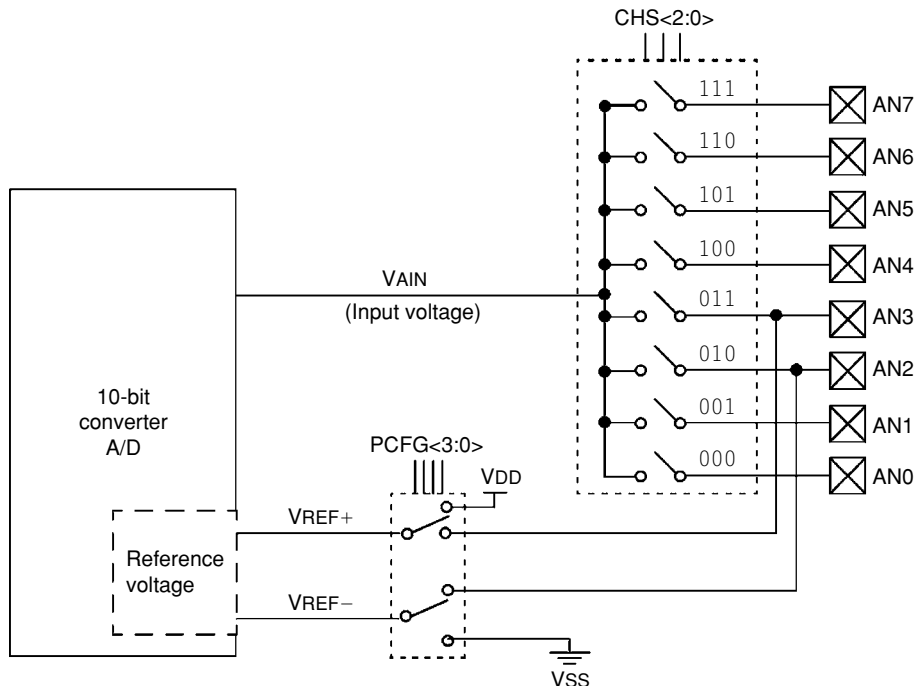 CHS<2:0>
111
AN7
110
AN6
101
AN5
100
AN4
VAIN
(Input voltage)
011
AN3
010
AN2
10-bit
converter
A/D
001
AN1
PCFG<3:0>
000
AN0
VDD
VREF+
Reference
voltage
VREF−
VSS